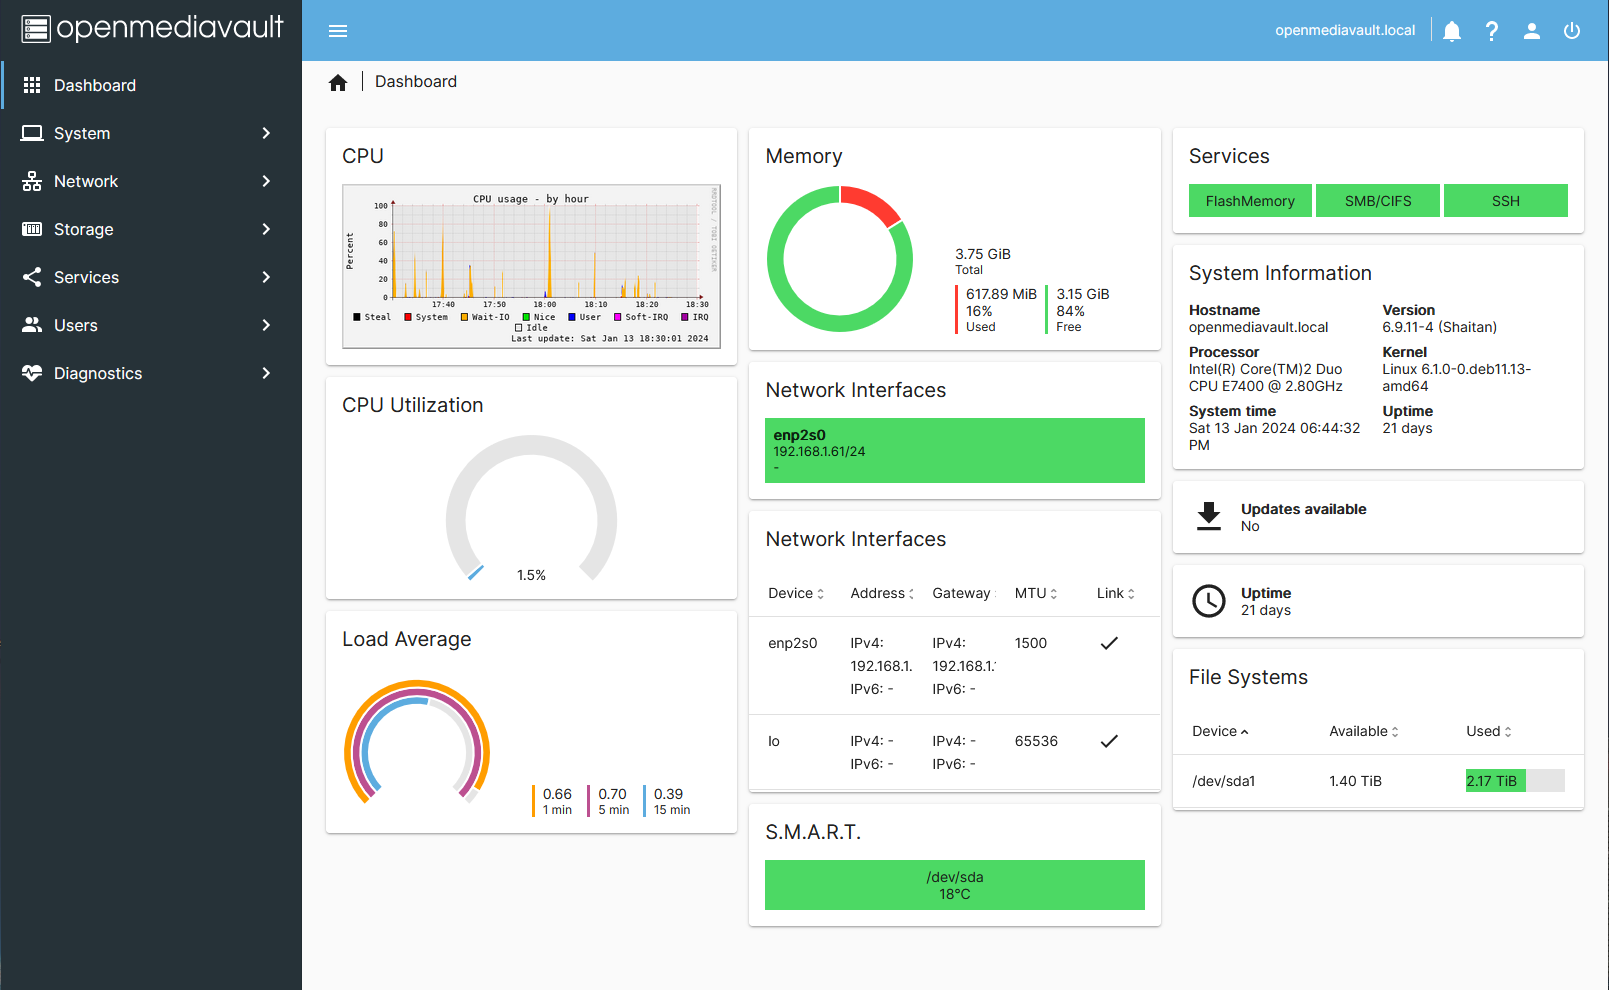 openmediavault
openmediavault.local
Dashboard
System
Network
Storage
Services
Users
Diagnostics
Dashboard
CPU
CPU usage - by hour
RRDTOOL / TOBI OETIKER
Percent
100
80
60
40
20
0
17:40 17:50 18:00 18:10 18:20 18:30
Steal System Wait-IO Nice User Soft-IRQ IRQ
Idle
Last update: Sat Jan 13 18:30:01 2024
CPU Utilization
1.5%
Load Average
0.66 0.70 0.39
1 min 5 min 15 min
Memory
3.75 GiB
Total
617.89 MiB 3.15 GiB
16% 84%
Used Free
Network Interfaces
enp2s0
192.168.1.61/24
-
Network Interfaces
Device Address Gateway MTU Link
enp2s0 IPv4: IPv4: 1500
192.168.1. 192.168.1.
IPv6: - IPv6: -
lo IPv4: - IPv4: - 65536
IPv6: - IPv6: -
S.M.A.R.T.
/dev/sda
18°C
Services
FlashMemory SMB/CIFS SSH
System Information
Hostname Version
openmediavault.local 6.9.11-4 (Shaitan)
Processor Kernel
Intel(R) Core(TM)2 Duo Linux 6.1.0-0.deb11.13-
CPU E7400 @ 2.80GHz amd64
System time Uptime
Sat 13 Jan 2024 06:44:32 21 days
PM
Updates available
No
Uptime
21 days
File Systems
Device Available Used
/dev/sda1 1.40 TiB 2.17 TiB